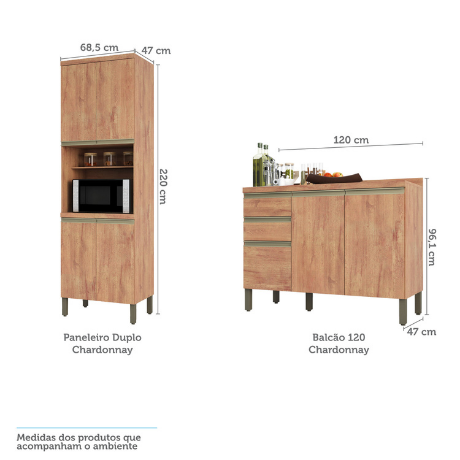 68,5 cm
47 cm
220 cm
120 cm
96,1 cm
47 cm
Paneleiro Duplo
Chardonnay
Balcão 120
Chardonnay
Medidas dos produtos que
acompanham o ambiente